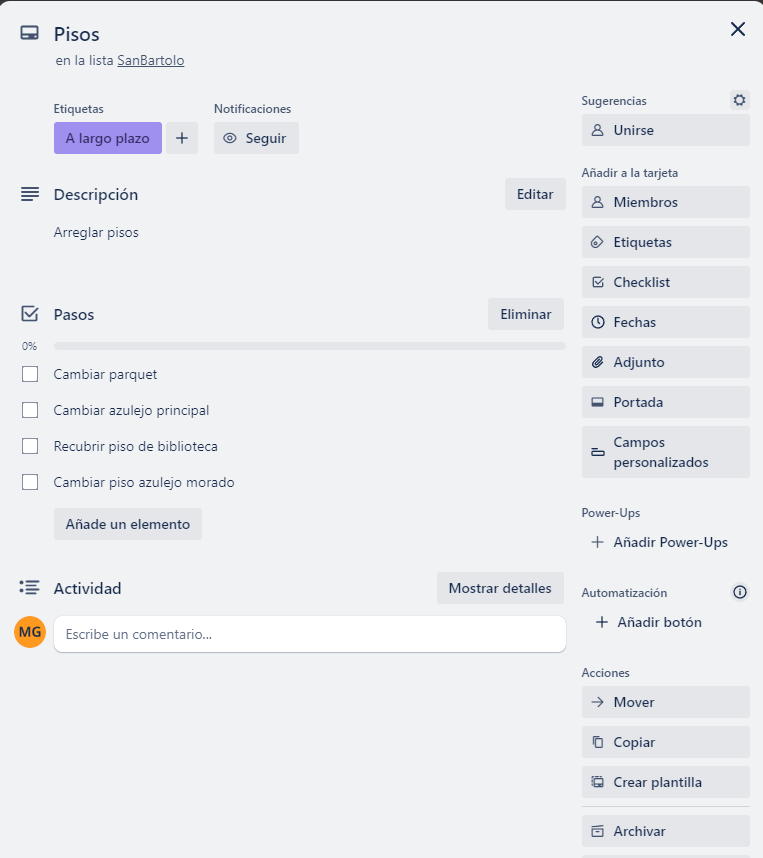 Pisos
en la lista SanBartolo
Etiquetas
A largo plazo
Notificaciones
Seguir
Descripción
Editar
Arreglar pisos
Pasos
Eliminar
0%
Cambiar parquet
Cambiar azulejo principal
Recubrir piso de biblioteca
Cambiar piso azulejo morado
Añade un elemento
Actividad
Mostrar detalles
MG
Escribe un comentario...
Sugerencias
Unirse
Añadir a la tarjeta
Miembros
Etiquetas
Checklist
Fechas
Adjunto
Portada
Campos
personalizados
Power-Ups
Añadir Power-Ups
Automatización
Añadir botón
Acciones
Mover
Copiar
Crear plantilla
Archivar